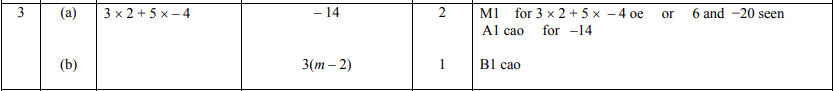 3 (a) 3 × 2 + 5 × – 4 – 14 2 M1 for 3 × 2 + 5 × – 4 oe or 6 and −20 seen
A1 cao for –14
(b) 3(m – 2) 1 B1 cao